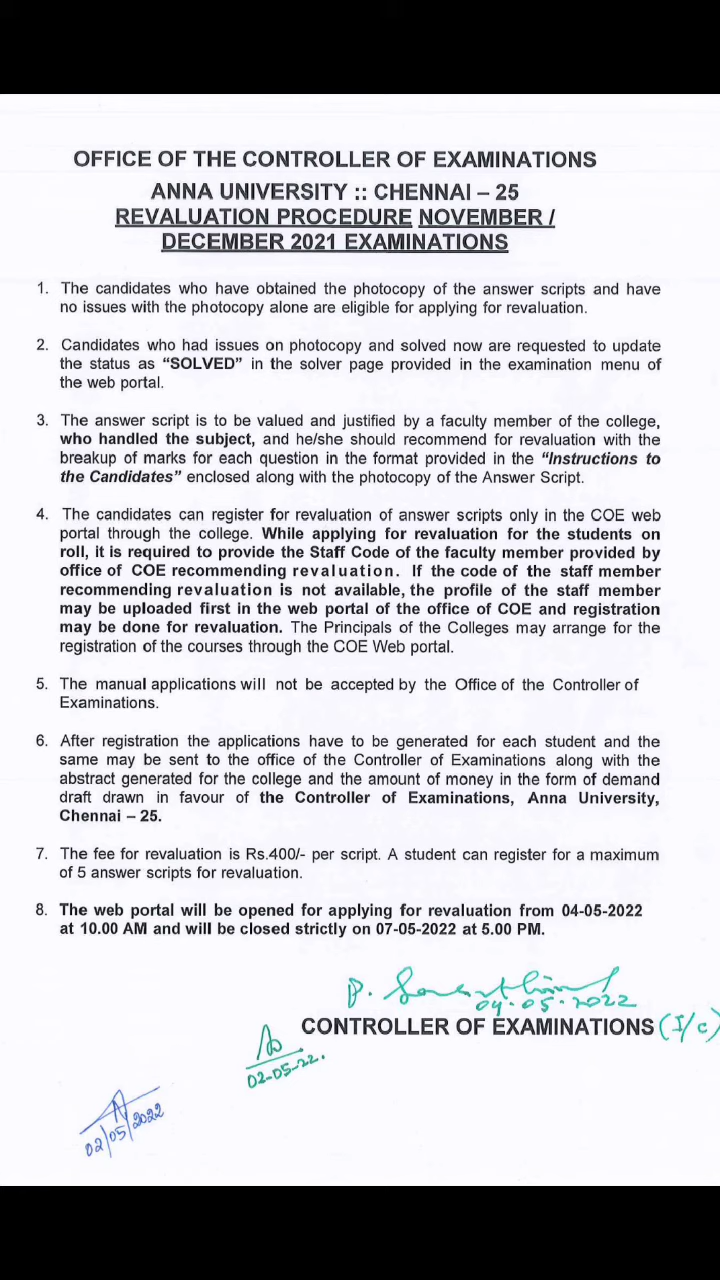 OFFICE OF THE CONTROLLER OF EXAMINATIONS
ANNA UNIVERSITY :: CHENNAI – 25
REVALUATION PROCEDURE NOVEMBER /
DECEMBER 2021 EXAMINATIONS
1. The candidates who have obtained the photocopy of the answer scripts and have
no issues with the photocopy alone are eligible for applying for revaluation.
2. Candidates who had issues on photocopy and solved now are requested to update
the status as “SOLVED” in the solver page provided in the examination menu of
the web portal.
3. The answer script is to be valued and justified by a faculty member of the college,
who handled the subject, and he/she should recommend for revaluation with the
breakup of marks for each question in the format provided in the “Instructions to
the Candidates” enclosed along with the photocopy of the Answer Script.
4. The candidates can register for revaluation of answer scripts only in the COE web
portal through the college. While applying for revaluation for the students on
roll, it is required to provide the Staff Code of the faculty member provided by
office of COE recommending revaluation. If the code of the staff member
recommending revaluation is not available, the profile of the staff member
may be uploaded first in the web portal of the office of COE and registration
may be done for revaluation. The Principals of the Colleges may arrange for the
registration of the courses through the COE Web portal.
5. The manual applications will not be accepted by the Office of the Controller of
Examinations.
6. After registration the applications have to be generated for each student and the
same may be sent to the office of the Controller of Examinations along with the
abstract generated for the college and the amount of money in the form of demand
draft drawn in favour of the Controller of Examinations, Anna University,
Chennai – 25.
7. The fee for revaluation is Rs.400/- per script. A student can register for a maximum
of 5 answer scripts for revaluation.
8. The web portal will be opened for applying for revaluation from 04-05-2022
at 10.00 AM and will be closed strictly on 07-05-2022 at 5.00 PM.
P.
04.05.2022
CONTROLLER OF EXAMINATIONS (I/c)
02-05-22.
02/05/2022